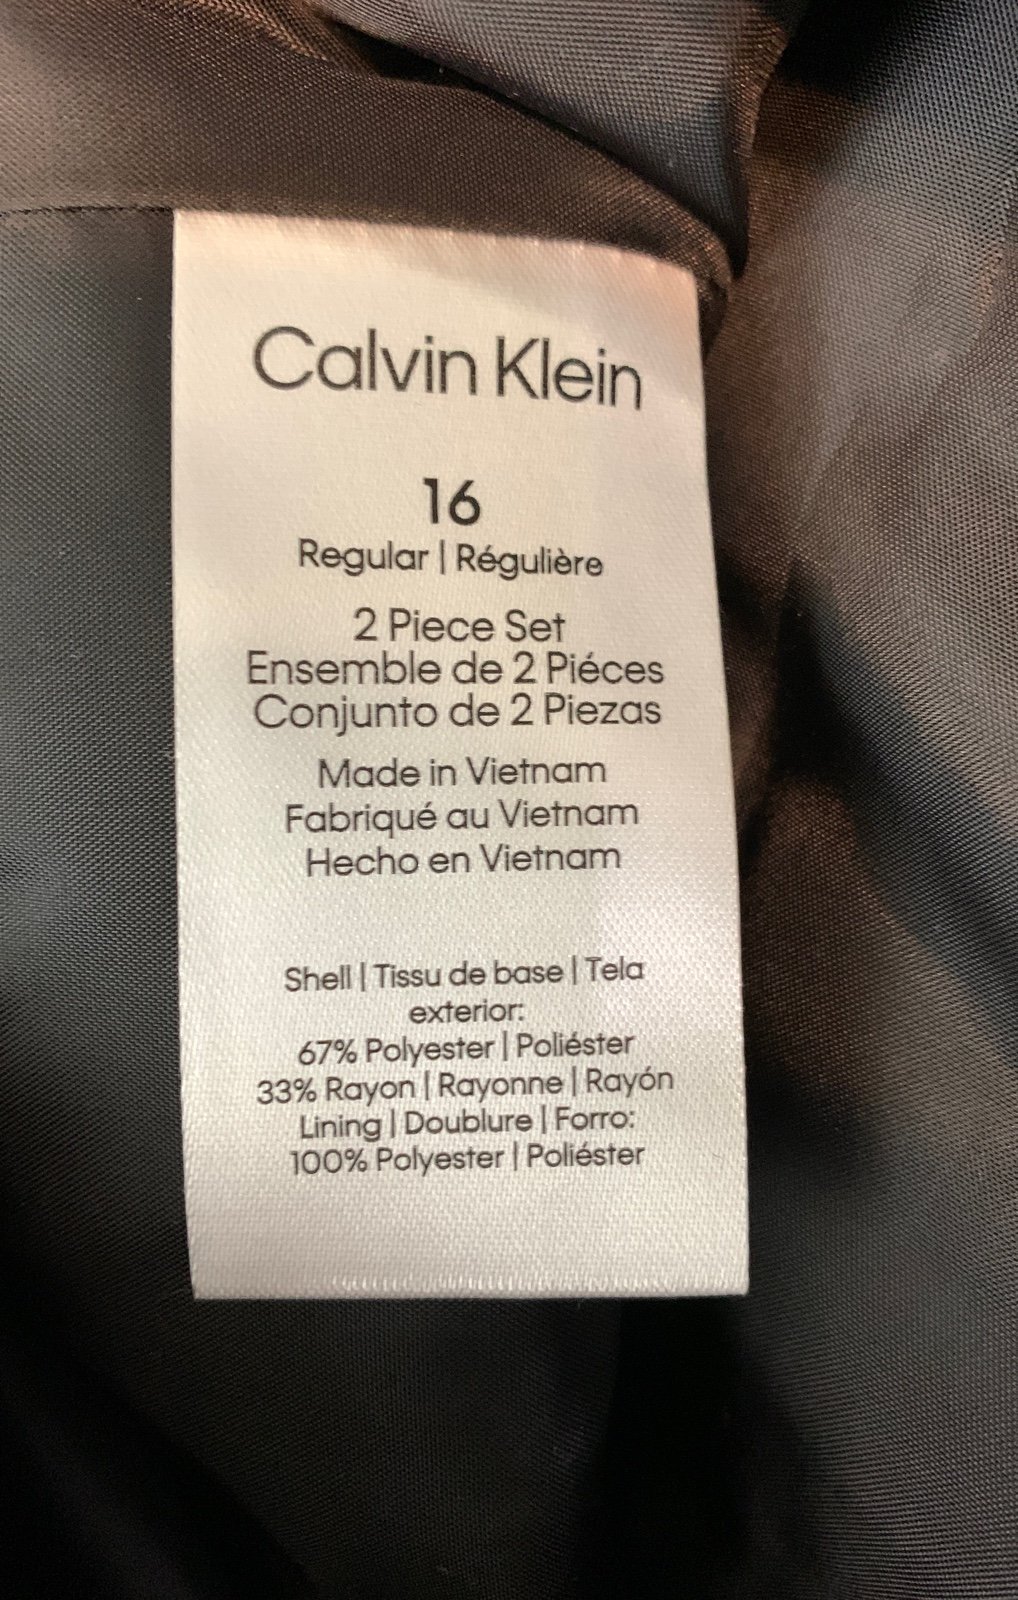 Calvin Klein
16
Regular | Régulière
2 Piece Set
Ensemble de 2 Piéces
Conjunto de 2 Piezas
Made in Vietnam
Fabriqué au Vietnam
Hecho en Vietnam
Shell | Tissu de base | Tela
exterior:
67% Polyester | Poliéster
33% Rayon | Rayonne | Rayón
Lining | Doublure | Forro:
100% Polyester | Poliéster